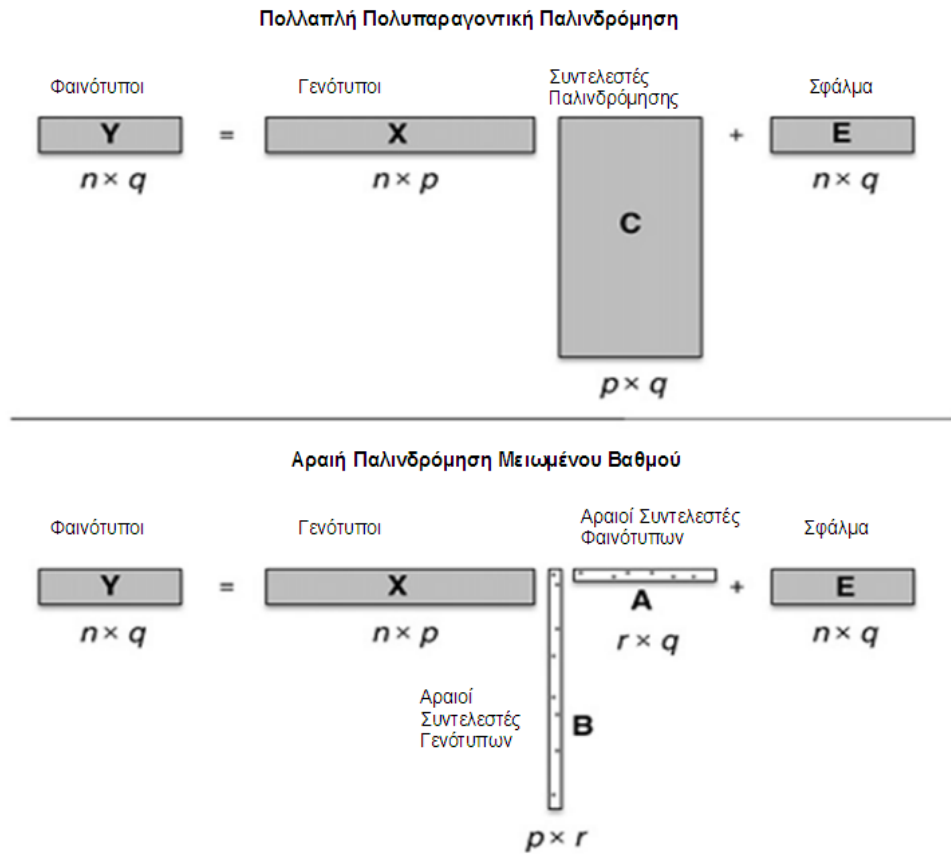 Πολλαπλή Πολυπαραγοντική Παλινδρόμηση
Φαινότυποι
Γενότυποι
Συντελεστές
Παλινδρόμησης
Σφάλμα
Y = X C + E
n × q
n × p
p × q
n × q
Αραιή Παλινδρόμηση Μειωμένου Βαθμού
Φαινότυποι
Γενότυποι
Αραιοί Συντελεστές
Φαινότυπων
Σφάλμα
Y = X B A + E
n × q
n × p
r × q
n × q
Αραιοί
Συντελεστές
Γενότυπων
p × r